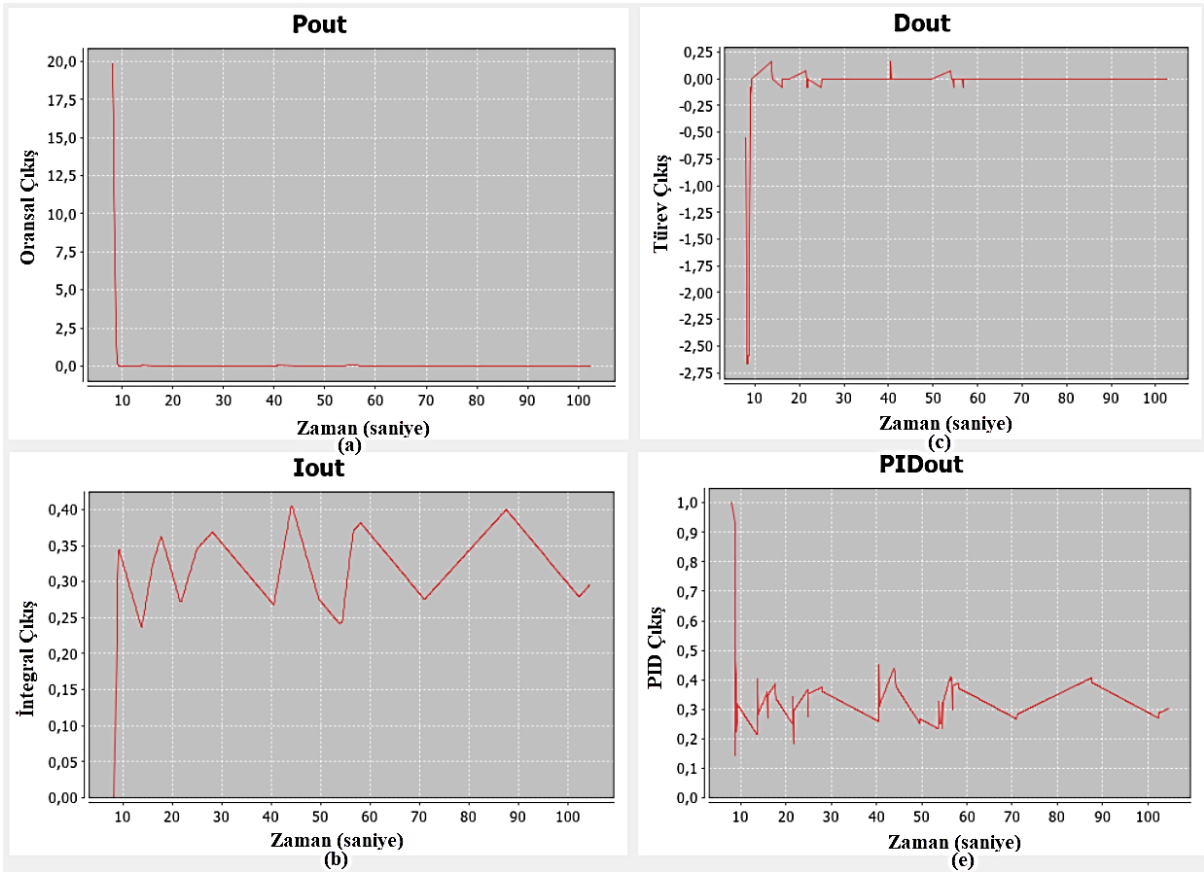 Pout
20,0
17,5
15,0
12,5
10,0
7,5
5,0
2,5
0,0
Oransal Çıkış
10 20 30 40 50 60 70 80 90 100
Zaman (saniye)
(a)
Dout
0,25
0,00
-0,25
-0,50
-0,75
-1,00
-1,25
-1,50
-1,75
-2,00
-2,25
-2,50
-2,75
Türev Çıkış
10 20 30 40 50 60 70 80 90 100
Zaman (saniye)
(c)
Iout
0,40
0,35
0,30
0,25
0,20
0,15
0,10
0,05
0,00
İntegral Çıkış
10 20 30 40 50 60 70 80 90 100
Zaman (saniye)
(b)
PIDout
1,0
0,9
0,8
0,7
0,6
0,5
0,4
0,3
0,2
0,1
0,0
PID Çıkış
10 20 30 40 50 60 70 80 90 100
Zaman (saniye)
(e)